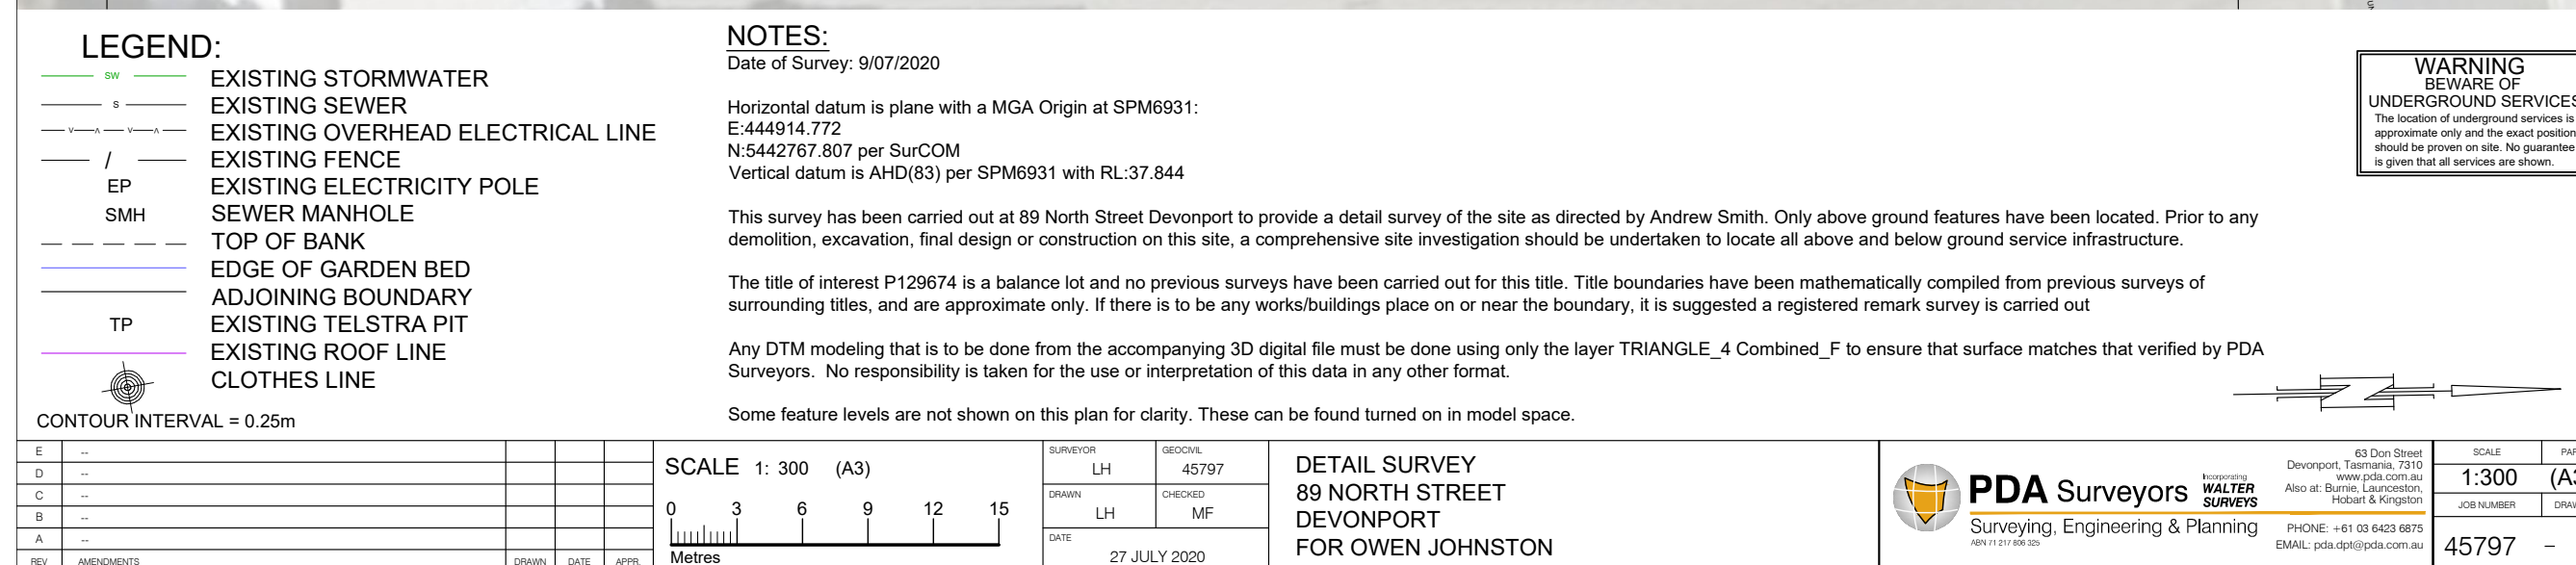 LEGEND:
SW EXISTING STORMWATER
S EXISTING SEWER
EXISTING OVERHEAD ELECTRICAL LINE
/ EXISTING FENCE
EP EXISTING ELECTRICITY POLE
SMH SEWER MANHOLE
TOP OF BANK
EDGE OF GARDEN BED
ADJOINING BOUNDARY
TP EXISTING TELSTRA PIT
EXISTING ROOF LINE
CLOTHES LINE
CONTOUR INTERVAL = 0.25m
NOTES:
Date of Survey: 9/07/2020
Horizontal datum is plane with a MGA Origin at SPM6931:
E:444914.772
N:5442767.807 per SurCOM
Vertical datum is AHD(83) per SPM6931 with RL:37.844
This survey has been carried out at 89 North Street Devonport to provide a detail survey of the site as directed by Andrew Smith. Only above ground features have been located. Prior to any
demolition, excavation, final design or construction on this site, a comprehensive site investigation should be undertaken to locate all above and below ground service infrastructure.
The title of interest P129674 is a balance lot and no previous surveys have been carried out for this title. Title boundaries have been mathematically compiled from previous surveys of
surrounding titles, and are approximate only. If there is to be any works/buildings place on or near the boundary, it is suggested a registered remark survey is carried out
Any DTM modeling that is to be done from the accompanying 3D digital file must be done using only the layer TRIANGLE_4 Combined_F to ensure that surface matches that verified by PDA
Surveyors. No responsibility is taken for the use or interpretation of this data in any other format.
Some feature levels are not shown on this plan for clarity. These can be found turned on in model space.
WARNING
BEWARE OF
UNDERGROUND SERVICES
The location of underground services is
approximate only and the exact position
should be proven on site. No guarantee
is given that all services are shown.
E --
D --
C --
B --
A --
REV AMENDMENTS DRAWN DATE APPR.
SCALE 1: 300 (A3)
0 3 6 9 12 15
Metres
SURVEYOR
LH
GEOCIVIL
45797
DRAWN
LH
CHECKED
MF
DATE
27 JULY 2020
DETAIL SURVEY
89 NORTH STREET
DEVONPORT
FOR OWEN JOHNSTON
PDA Surveyors
Incorporating
WALTER
SURVEYS
Surveying, Engineering & Planning
ABN 71 217 806 325
63 Don Street
Devonport, Tasmania, 7310
www.pda.com.au
Also at: Burnie, Launceston,
Hobart & Kingston
PHONE: +61 03 6423 6875
EMAIL: pda.dpt@pda.com.au
SCALE
1:300
(A3
JOB NUMBER
45797 –